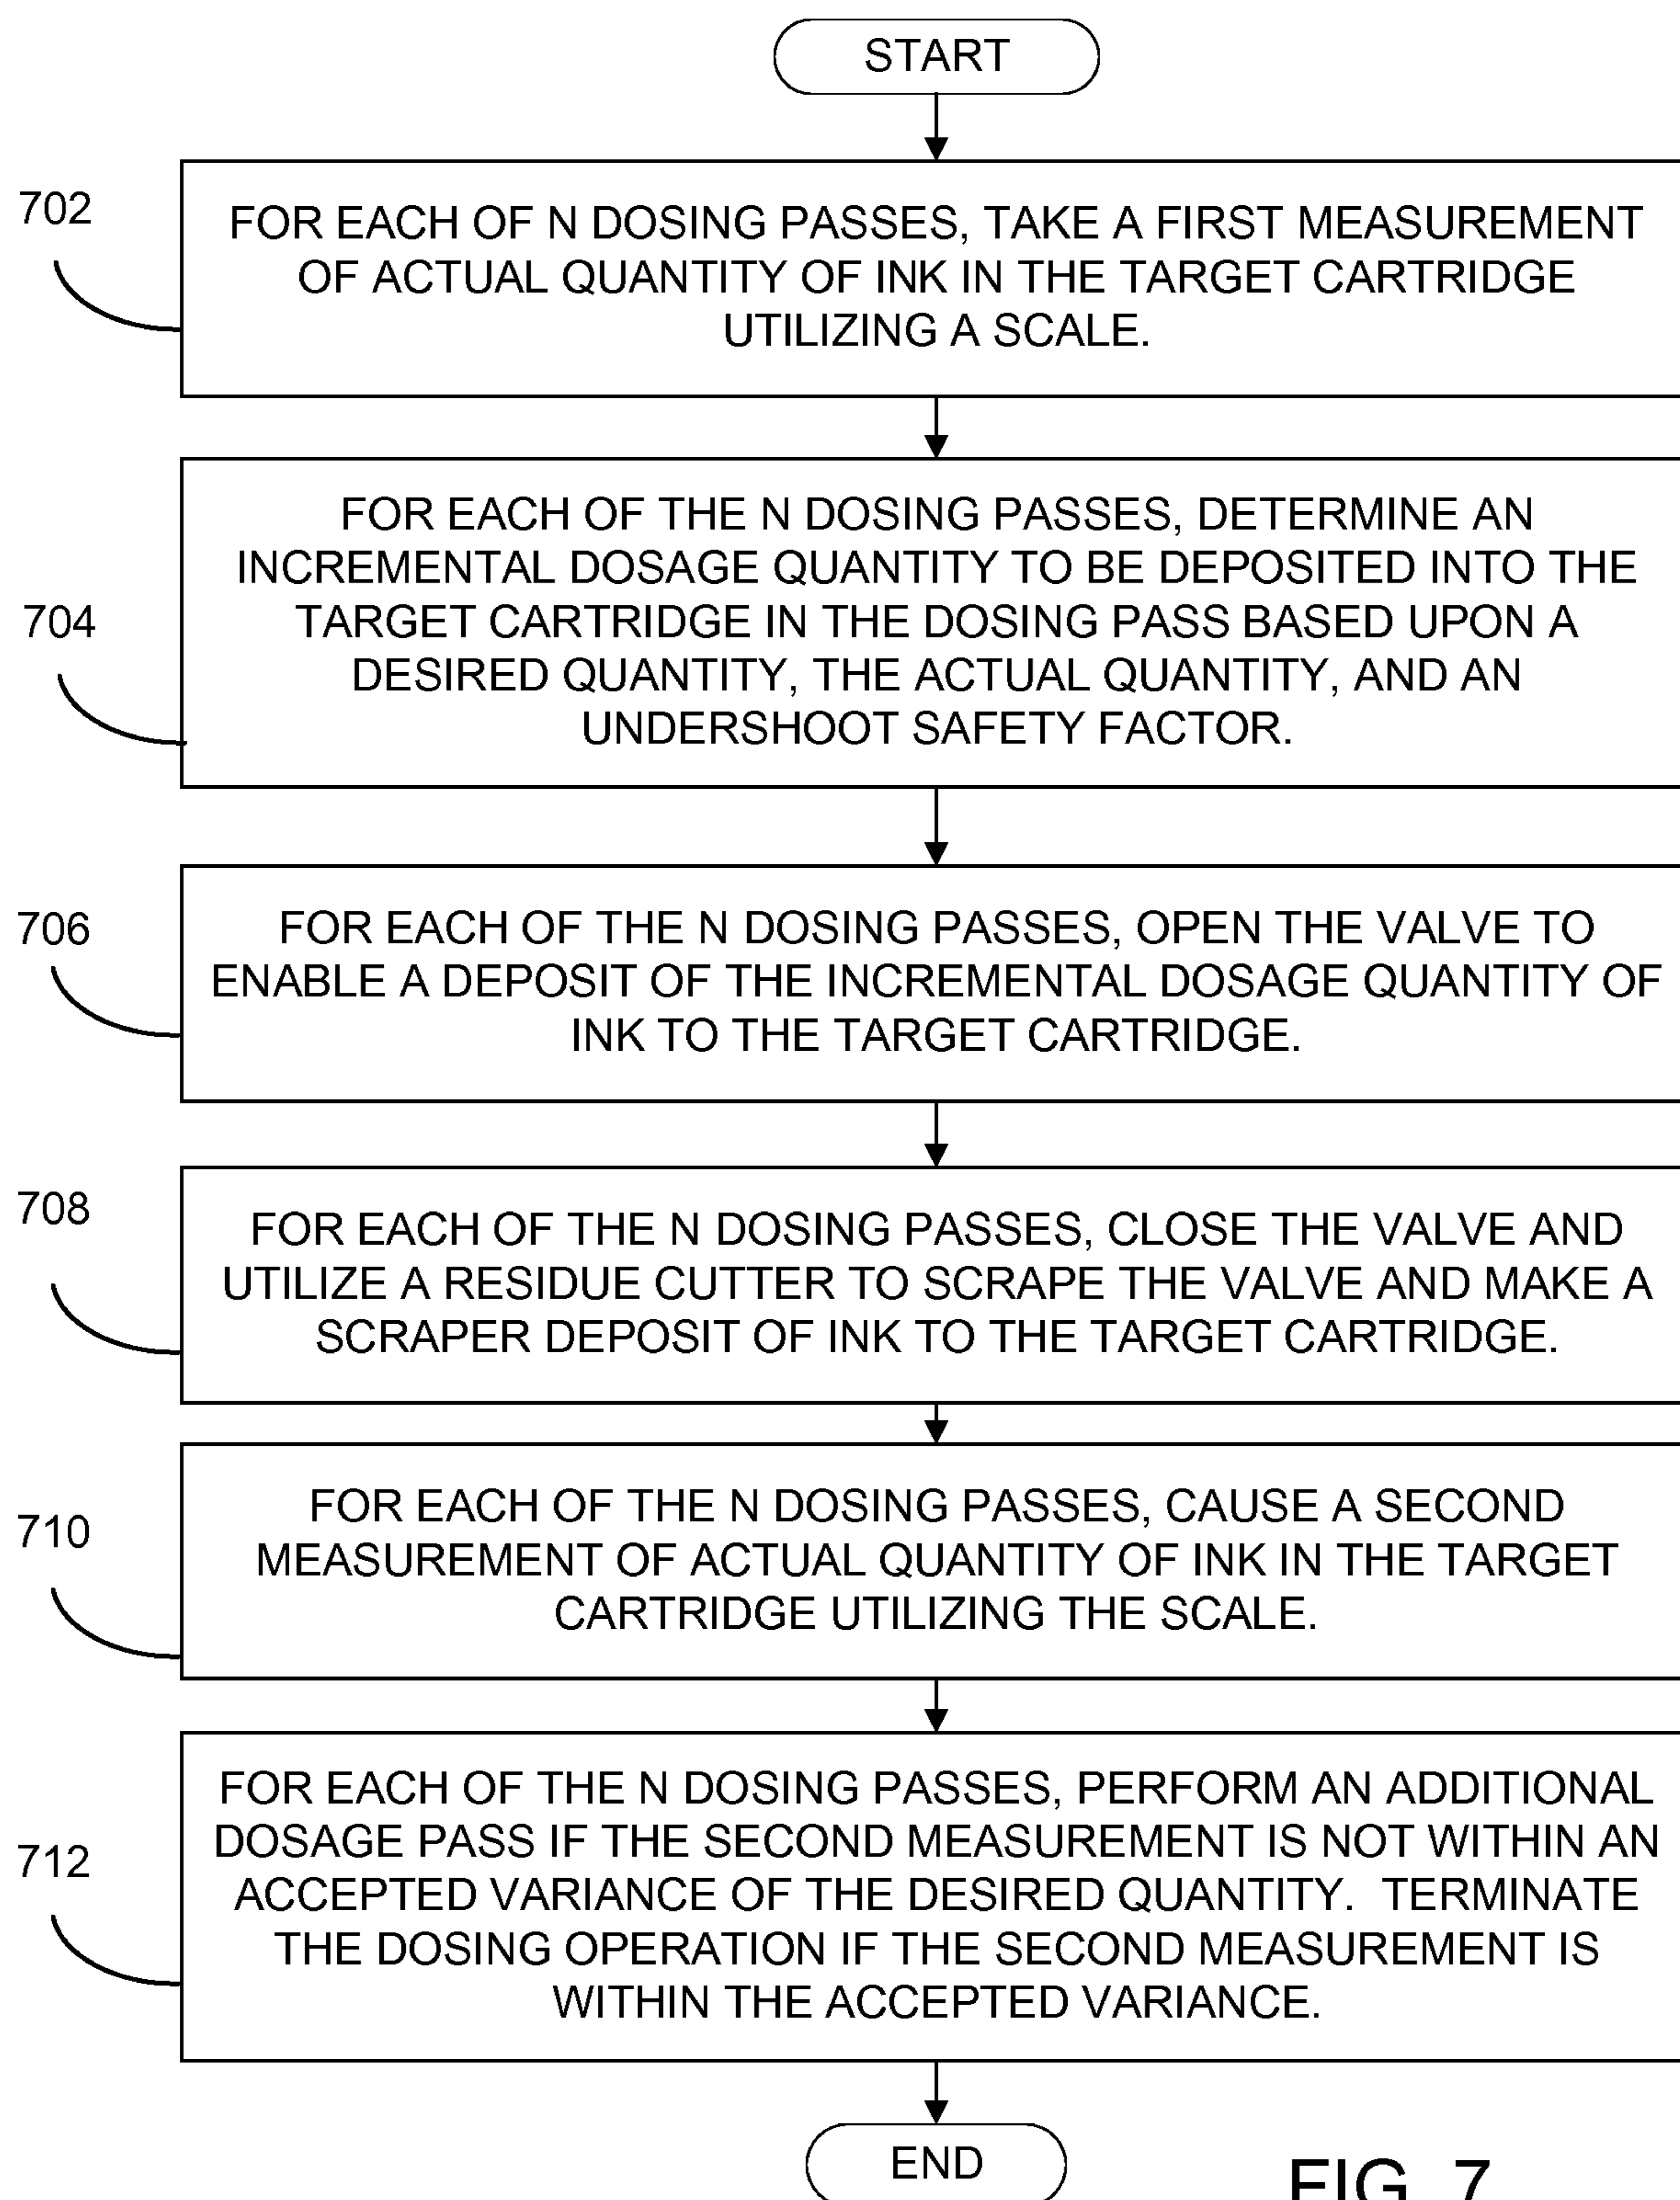 START
702
FOR EACH OF N DOSING PASSES, TAKE A FIRST MEASUREMENT
OF ACTUAL QUANTITY OF INK IN THE TARGET CARTRIDGE
UTILIZING A SCALE.
704
FOR EACH OF THE N DOSING PASSES, DETERMINE AN
INCREMENTAL DOSAGE QUANTITY TO BE DEPOSITED INTO THE
TARGET CARTRIDGE IN THE DOSING PASS BASED UPON A
DESIRED QUANTITY, THE ACTUAL QUANTITY, AND AN
UNDERSHOOT SAFETY FACTOR.
706
FOR EACH OF THE N DOSING PASSES, OPEN THE VALVE TO
ENABLE A DEPOSIT OF THE INCREMENTAL DOSAGE QUANTITY OF
INK TO THE TARGET CARTRIDGE.
708
FOR EACH OF THE N DOSING PASSES, CLOSE THE VALVE AND
UTILIZE A RESIDUE CUTTER TO SCRAPE THE VALVE AND MAKE A
SCRAPER DEPOSIT OF INK TO THE TARGET CARTRIDGE.
710
FOR EACH OF THE N DOSING PASSES, CAUSE A SECOND
MEASUREMENT OF ACTUAL QUANTITY OF INK IN THE TARGET
CARTRIDGE UTILIZING THE SCALE.
712
FOR EACH OF THE N DOSING PASSES, PERFORM AN ADDITIONAL
DOSAGE PASS IF THE SECOND MEASUREMENT IS NOT WITHIN AN
ACCEPTED VARIANCE OF THE DESIRED QUANTITY.  TERMINATE
THE DOSING OPERATION IF THE SECOND MEASUREMENT IS
WITHIN THE ACCEPTED VARIANCE.
END
FIG. 7